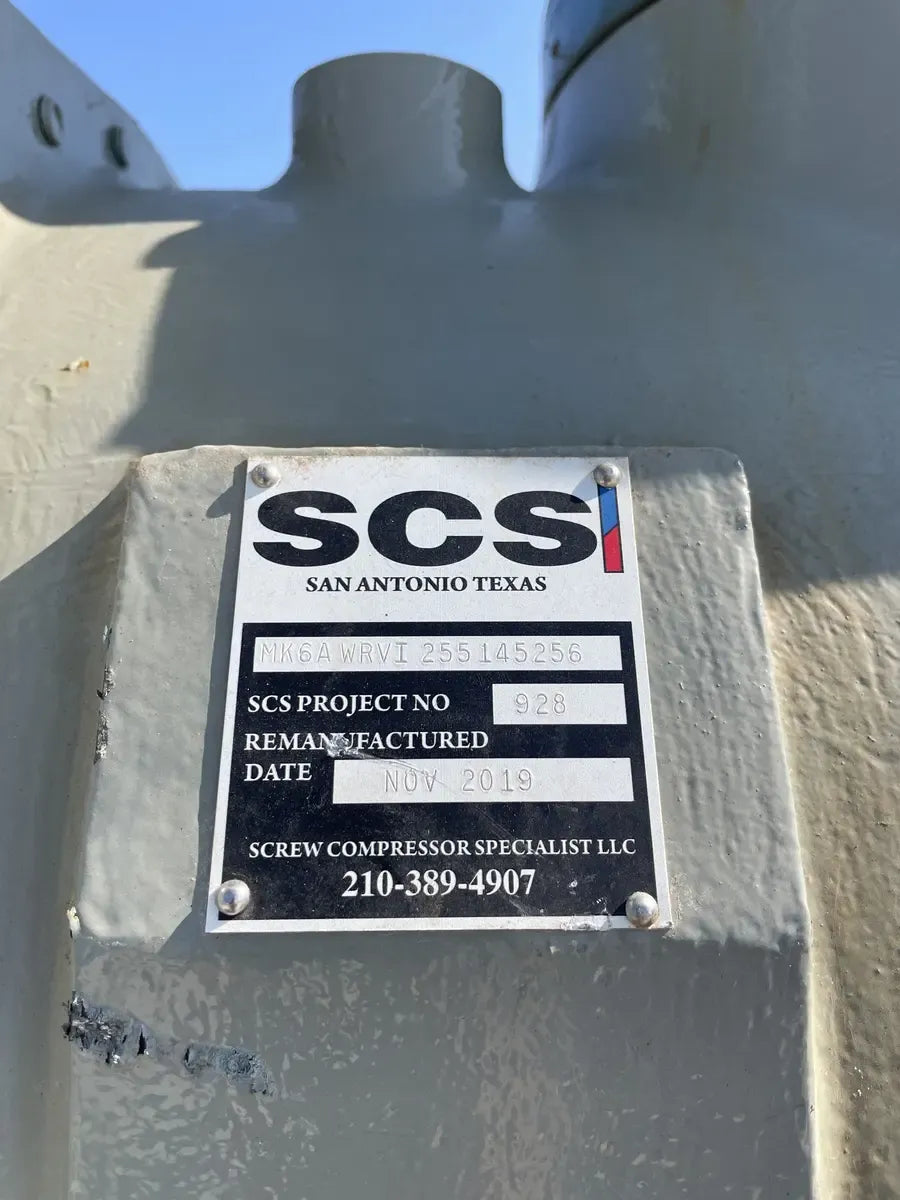 SCS
SAN ANTONIO TEXAS
MK6A WRVI 255145256
SCS PROJECT NO 928
REMANUFACTURED
DATE NOV 2019
SCREW COMPRESSOR SPECIALIST LLC
210-389-4907